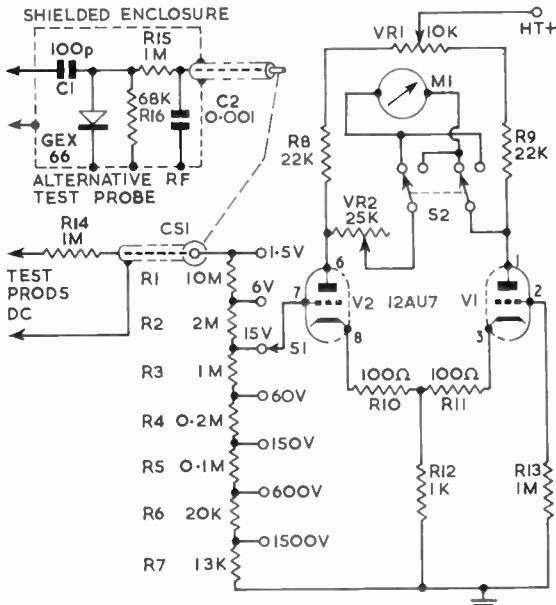 SHIELDED ENCLOSURE
100p
C1
R15
1M
GEX
66
68K
R16
C2
0.001
ALTERNATIVE
TEST PROBE
RF
VR1
10K
HT+
M1
R8
22K
R9
22K
VR2
25K
S2
R14
1M
CS1
TEST
PRODS
DC
R1
10M
1.5V
6V
R2
2M
15V
S1
R3
1M
60V
R4
0.2M
150V
R5
0.1M
600V
R6
20K
1500V
R7
13K
6
7
V2
8
12AU7
1
V1
2
3
100Ω
R10
100Ω
R11
R12
1K
R13
1M